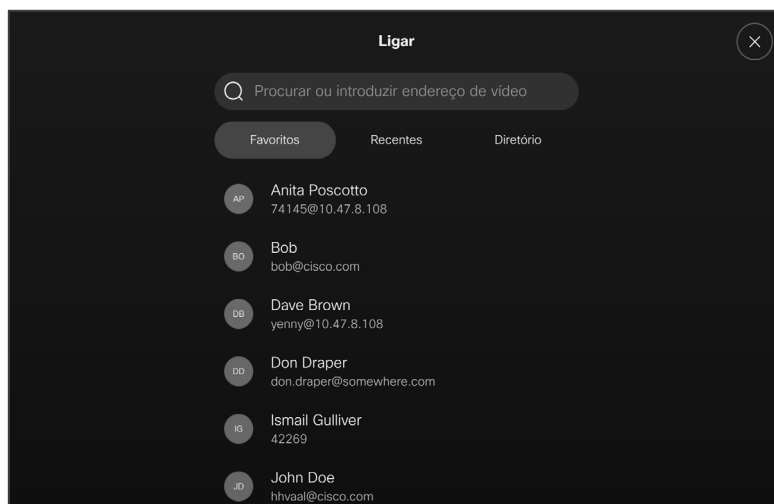 Ligar
Procurar ou introduzir endereço de vídeo
Favoritos Recentes Diretório
AP Anita Poscotto
74145@10.47.8.108
BO Bob
bob@cisco.com
DB Dave Brown
yenny@10.47.8.108
DD Don Draper
don.draper@somewhere.com
IG Ismail Gulliver
42269
JD John Doe
hhvaal@cisco.com